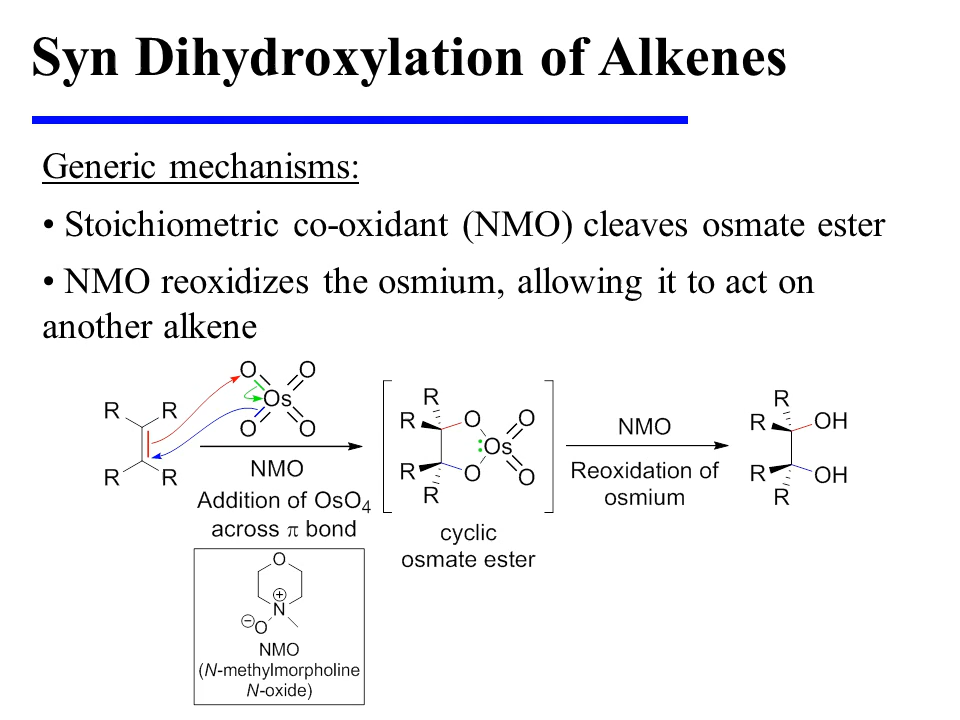 Syn Dihydroxylation of Alkenes
Generic mechanisms:
• Stoichiometric co-oxidant (NMO) cleaves osmate ester
• NMO reoxidizes the osmium, allowing it to act on
another alkene
O O
Os
O O
R R
R R
NMO
Addition of OsO4
across π bond
R
R O O
Os
R O O
R
cyclic
osmate ester
NMO
Reoxidation of
osmium
R
R OH
R OH
R
O
N
+
− O
NMO
(N-methylmorpholine
N-oxide)